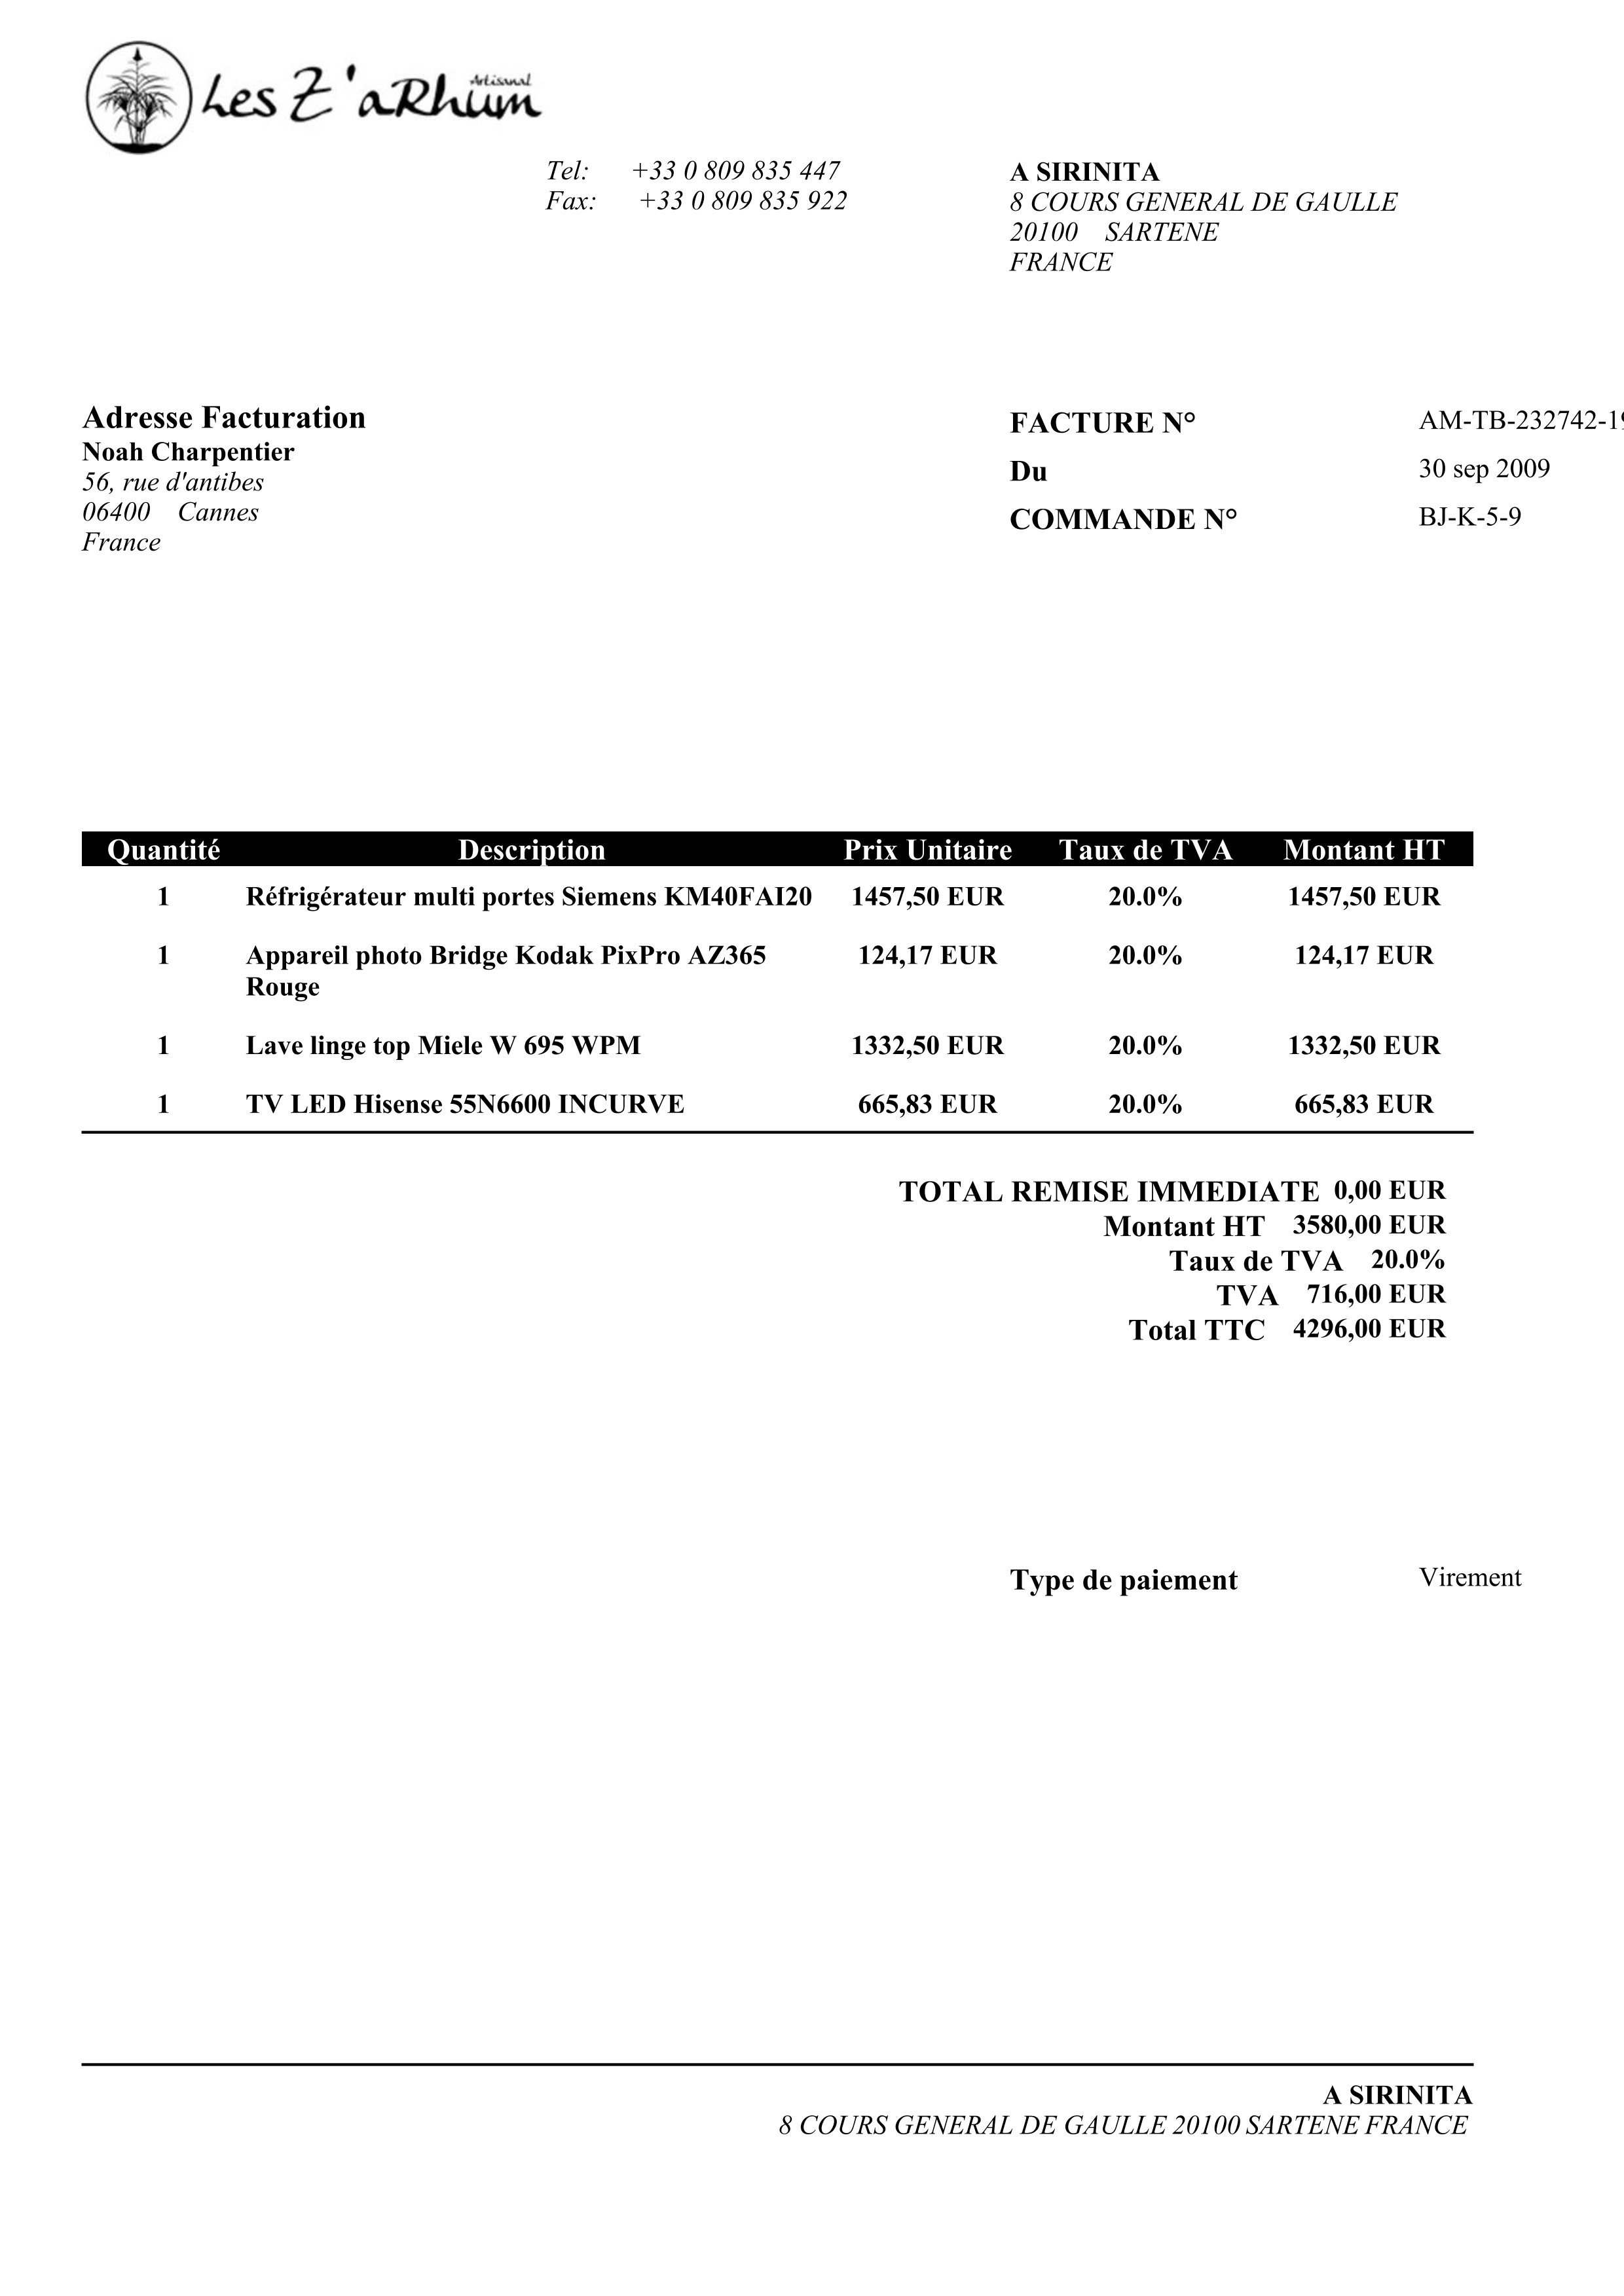 Les Z'aRhum Artisanal
Tel: +33 0 809 835 447
Fax: +33 0 809 835 922
A SIRINITA
8 COURS GENERAL DE GAULLE
20100 SARTENE
FRANCE
Adresse Facturation
Noah Charpentier
56, rue d'antibes
06400 Cannes
France
FACTURE N° AM-TB-232742-19
Du 30 sep 2009
COMMANDE N° BJ-K-5-9
Quantité Description Prix Unitaire Taux de TVA Montant HT
1 Réfrigérateur multi portes Siemens KM40FAI20 1457,50 EUR 20.0% 1457,50 EUR
1 Appareil photo Bridge Kodak PixPro AZ365 124,17 EUR 20.0% 124,17 EUR
Rouge
1 Lave linge top Miele W 695 WPM 1332,50 EUR 20.0% 1332,50 EUR
1 TV LED Hisense 55N6600 INCURVE 665,83 EUR 20.0% 665,83 EUR
TOTAL REMISE IMMEDIATE 0,00 EUR
Montant HT 3580,00 EUR
Taux de TVA 20.0%
TVA 716,00 EUR
Total TTC 4296,00 EUR
Type de paiement Virement
A SIRINITA
8 COURS GENERAL DE GAULLE 20100 SARTENE FRANCE